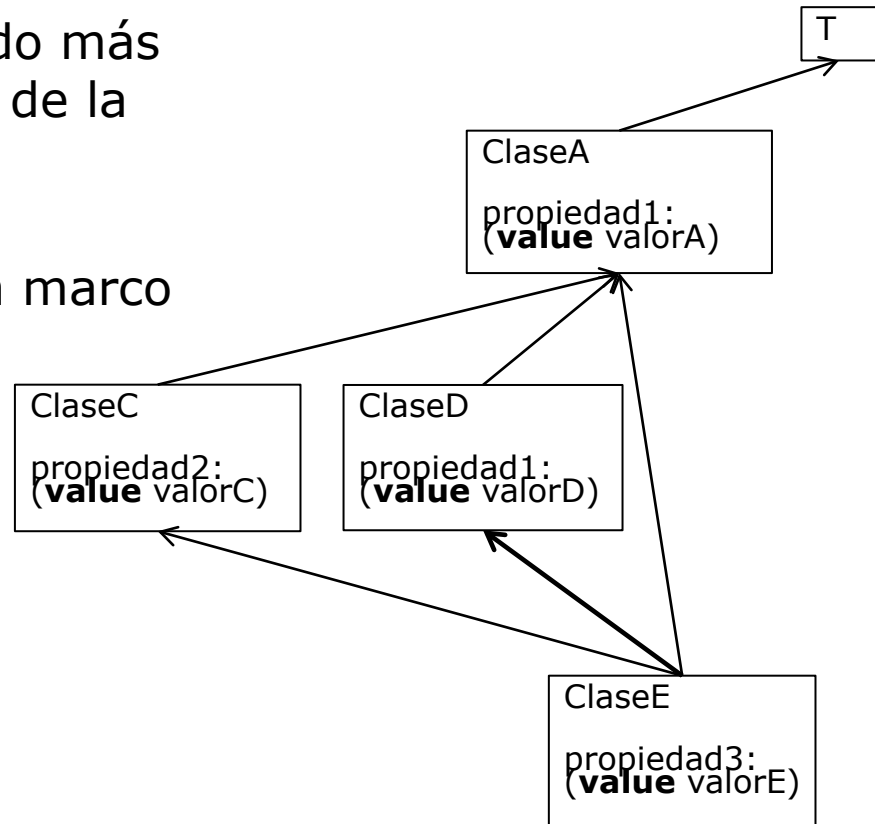 do más
de la
marco
T
ClaseA
propiedad1:
(value valorA)
ClaseC
propiedad2:
(value valorC)
ClaseD
propiedad1:
(value valorD)
ClaseE
propiedad3:
(value valorE)